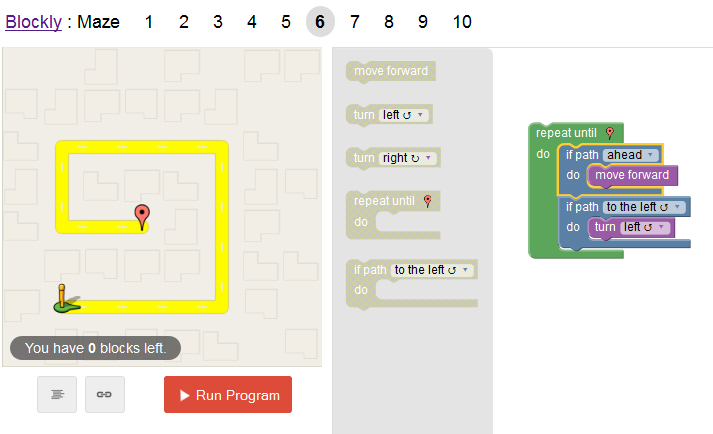 Blockly : Maze 1 2 3 4 5 6 7 8 9 10
move forward
turn left ↺ ▾
turn right ↻ ▾
repeat until
do
if path to the left ↺ ▾
do
repeat until
do if path ahead ▾
do move forward
if path to the left ↺ ▾
do turn left ↺ ▾
You have 0 blocks left.
Run Program